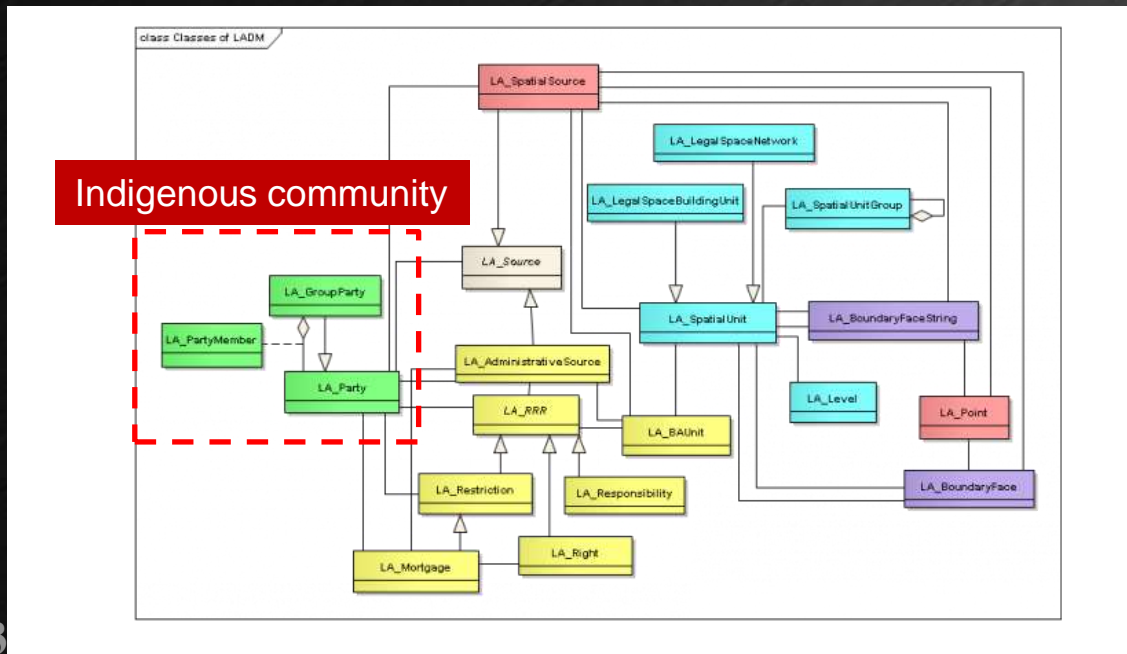 class Classes of LADM
LA_SpatialSource
LA_LegalSpaceNetwork
Indigenous community
LA_LegalSpaceBuildingUnit
LA_SpatialUnitGroup
LA_Source
LA_GroupParty
LA_SpatialUnit
LA_BoundaryFaceString
LA_PartyMember
LA_AdministrativeSource
LA_Party
LA_Level
LA_RRR
LA_Point
LA_BAUnit
LA_Restriction
LA_Responsibility
LA_BoundaryFace
LA_Right
LA_Mortgage